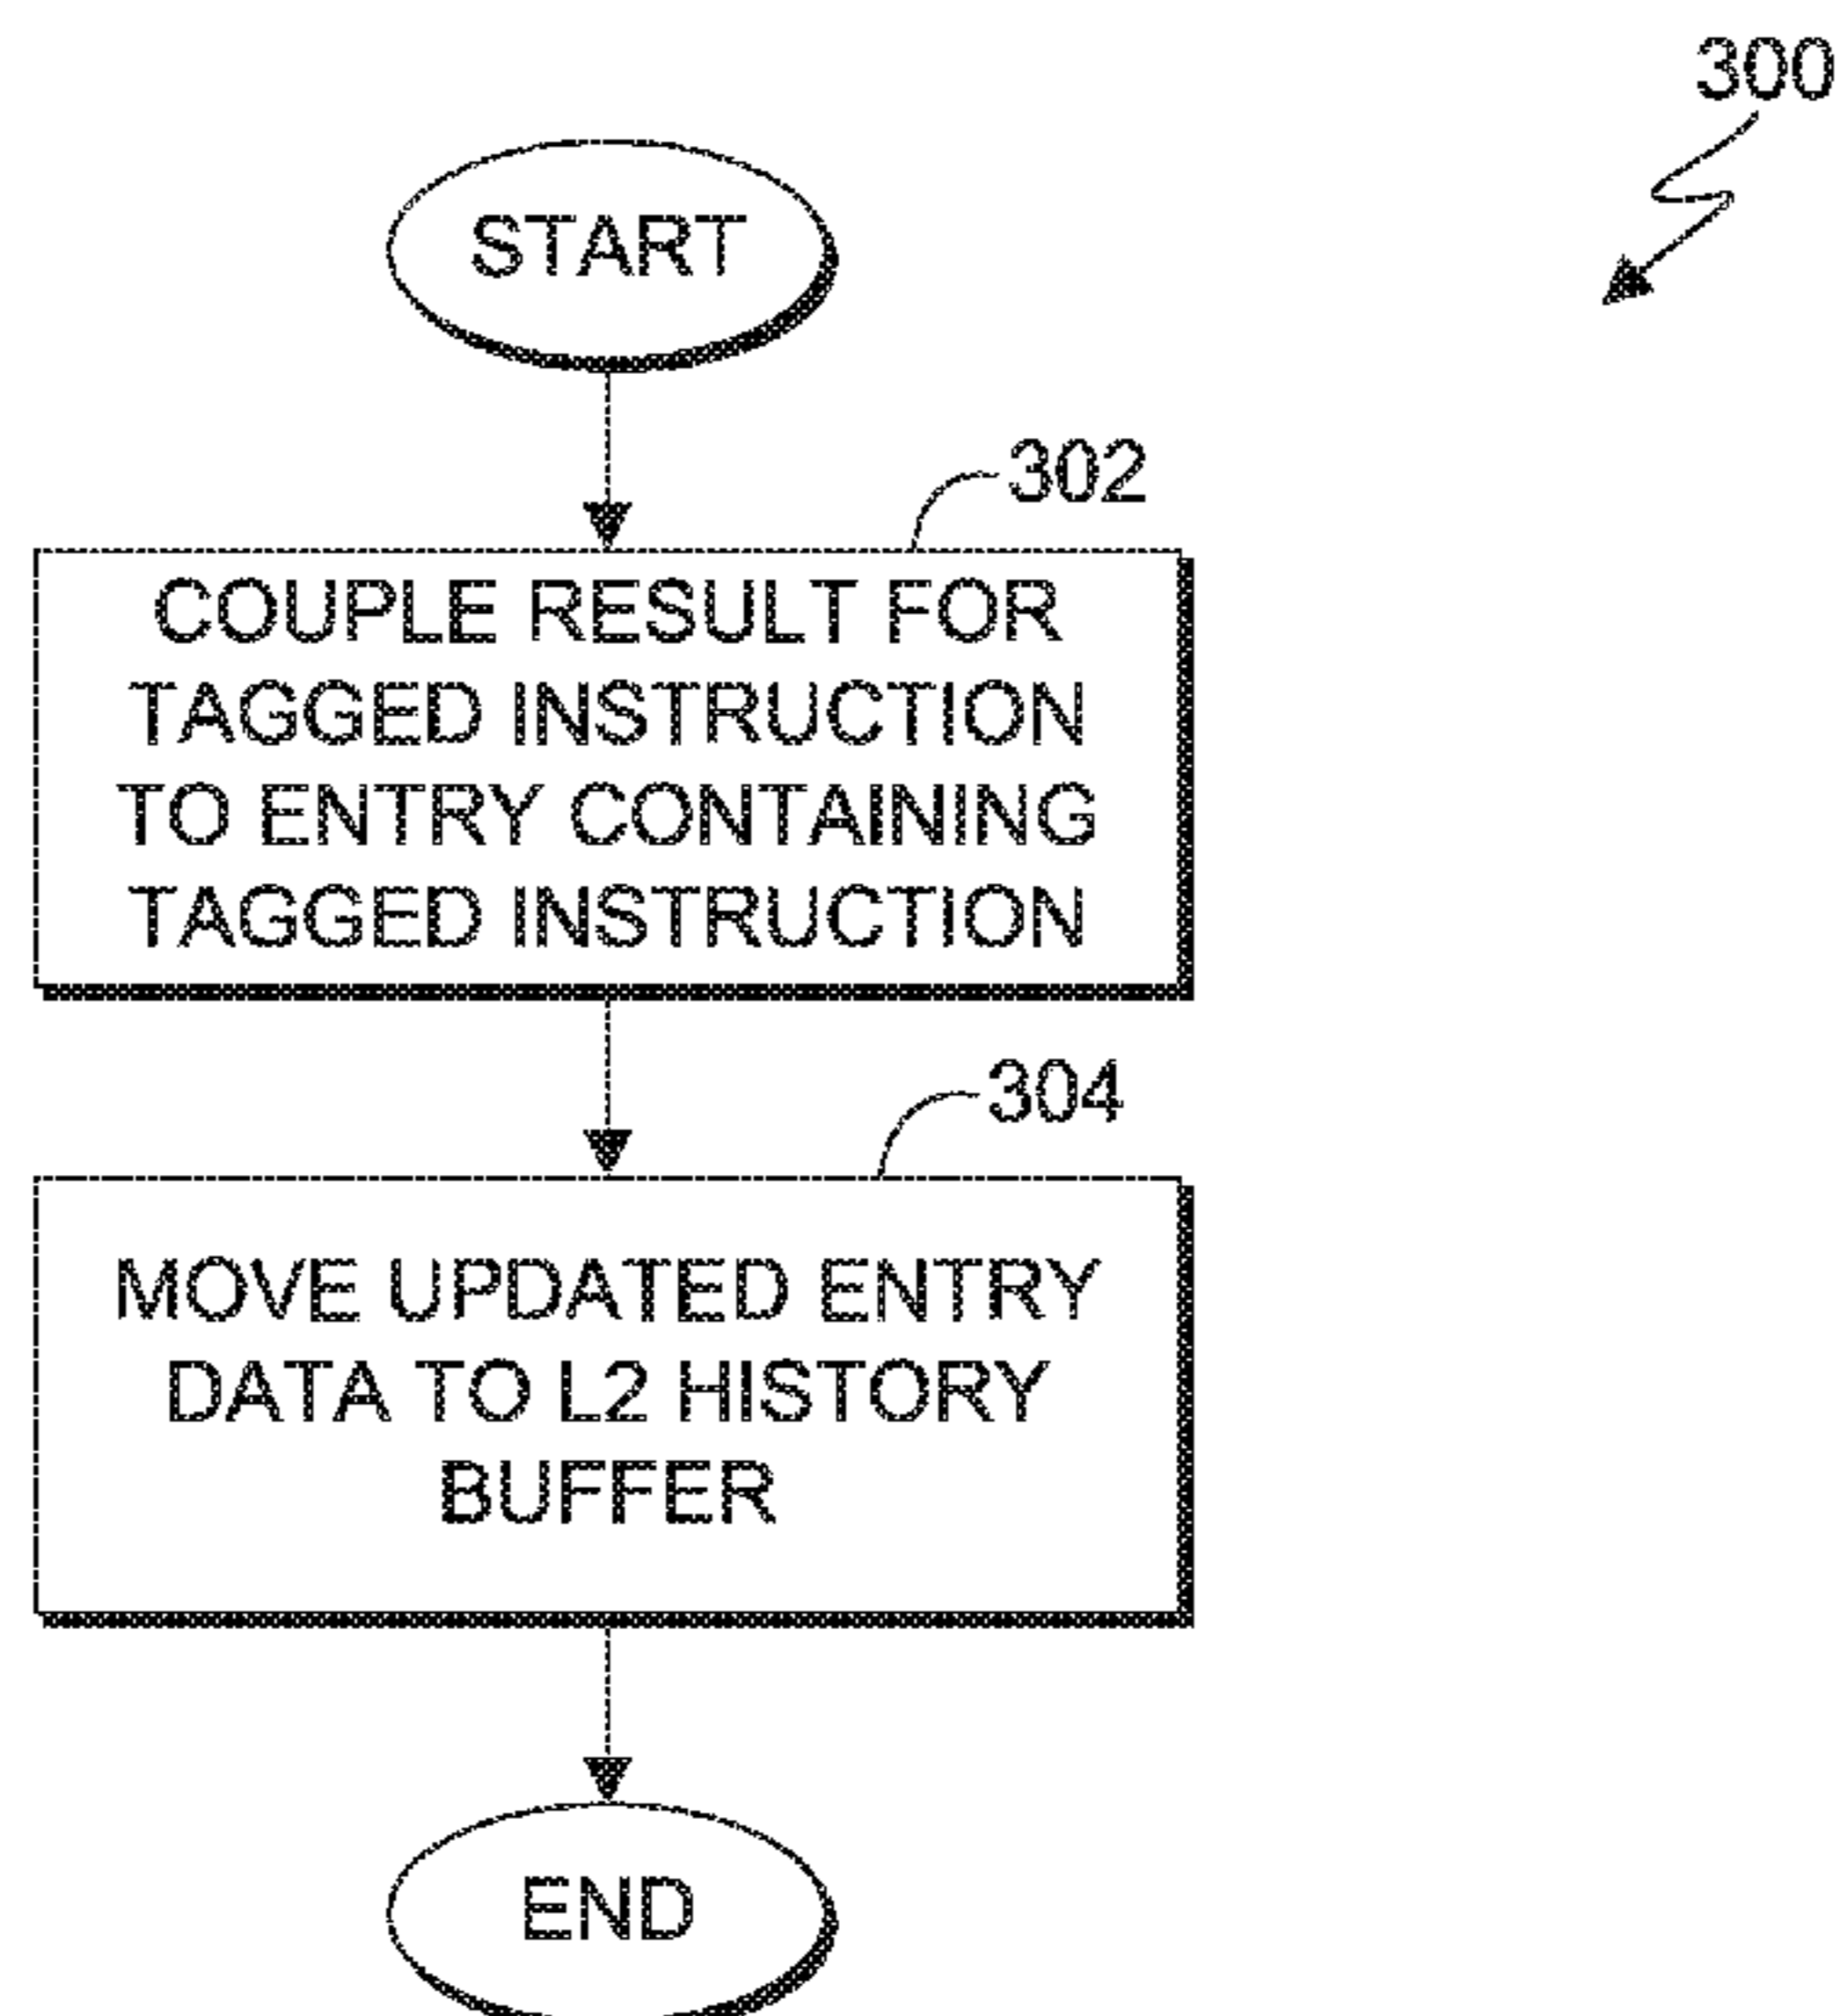 300
START
302
COUPLE RESULT FOR
TAGGED INSTRUCTION
TO ENTRY CONTAINING
TAGGED INSTRUCTION
304
MOVE UPDATED ENTRY
DATA TO L2 HISTORY
BUFFER
END